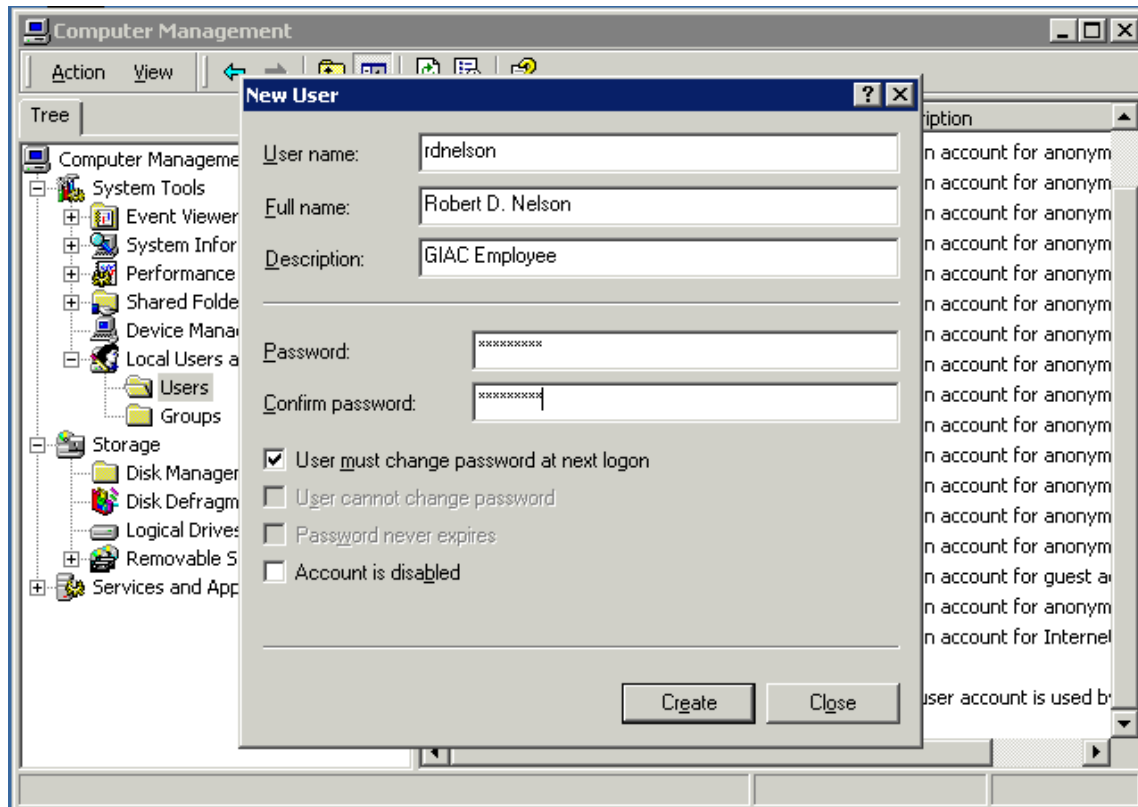 Computer Management
Action View
Tree
Computer Manageme
System Tools
Event Viewer
System Infor
Performance
Shared Folde
Device Mana
Local Users a
Users
Groups
Storage
Disk Manager
Disk Defragm
Logical Drives
Removable S
Services and App
New User
User name: rdnelson
Full name: Robert D. Nelson
Description: GIAC Employee
Password: xxxxxxxxx
Confirm password: xxxxxxxxx
User must change password at next logon
User cannot change password
Password never expires
Account is disabled
Create Close
ription
n account for anonym
n account for anonym
n account for anonym
n account for anonym
n account for anonym
n account for anonym
n account for anonym
n account for anonym
n account for anonym
n account for anonym
n account for anonym
n account for anonym
n account for anonym
n account for anonym
n account for guest a
n account for anonym
n account for Internet
user account is used by